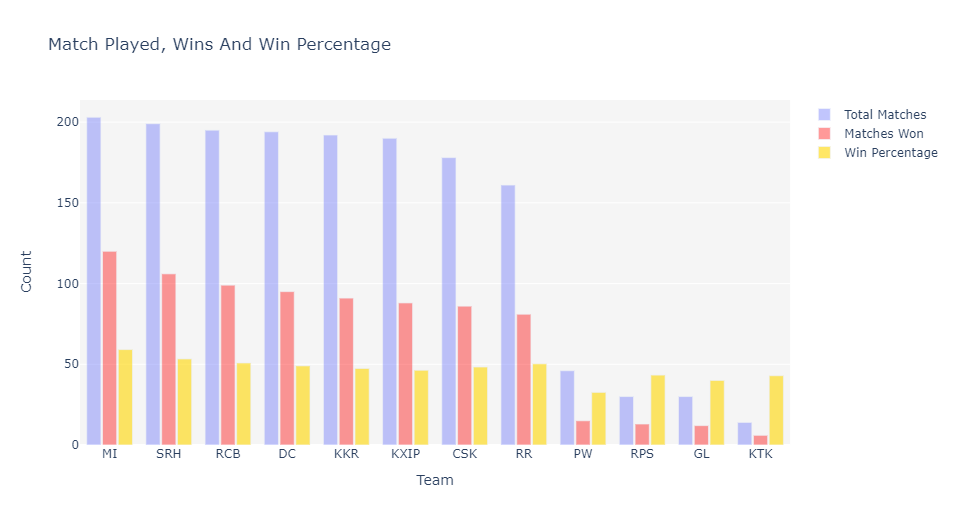 Match Played, Wins And Win Percentage
Total Matches
Matches Won
Win Percentage
200
150
100
50
0
Count
MI SRH RCB DC KKR KXIP CSK RR PW RPS GL KTK
Team